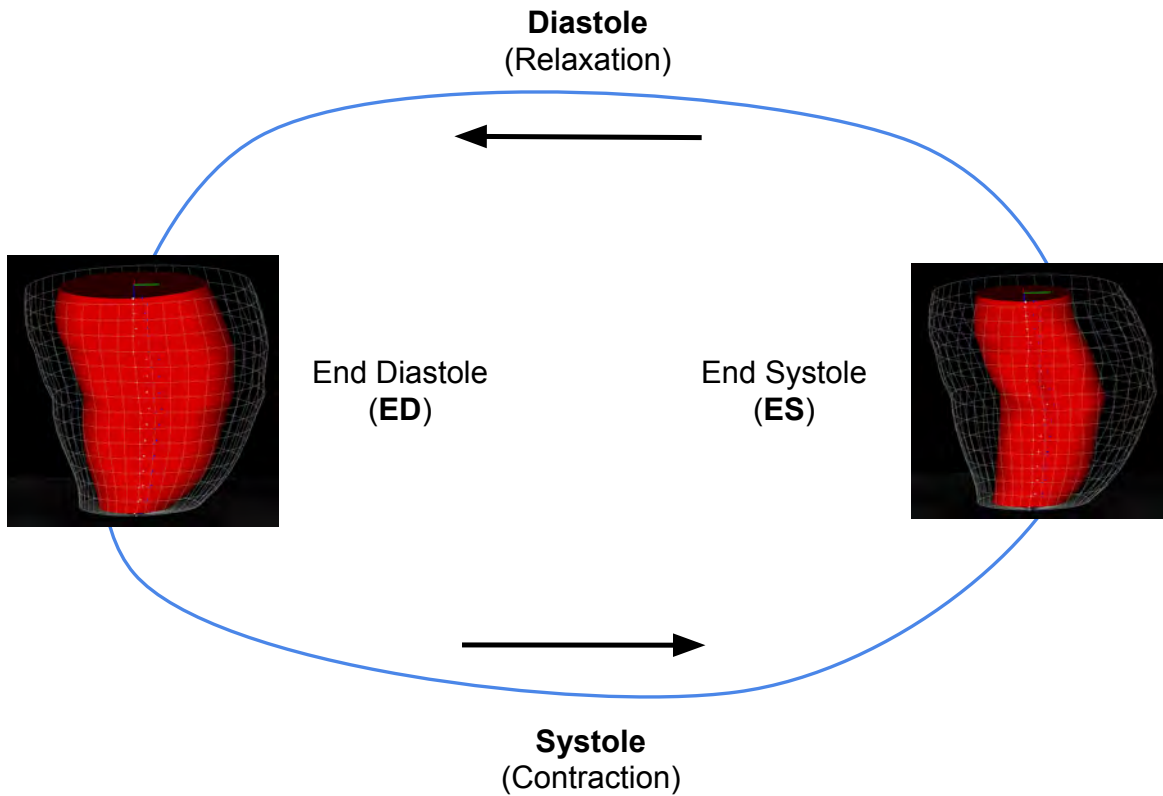 Diastole
(Relaxation)
End Diastole
(ED)
End Systole
(ES)
Systole
(Contraction)